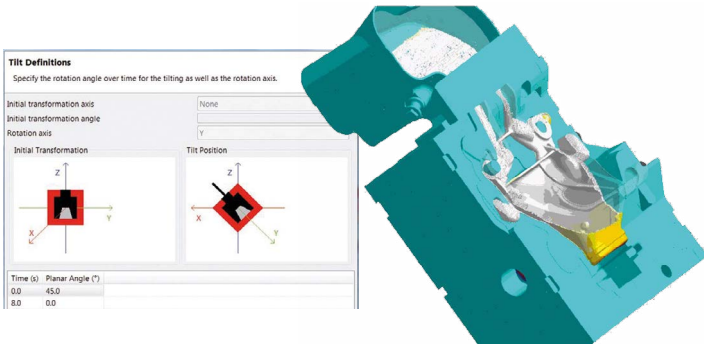 Tilt Definitions
Specify the rotation angle over time for the tilting as well as the rotation axis.
Initial transformation axis None
Initial transformation angle
Rotation axis Y
Initial Transformation Tilt Position
Z Z
Y X
X Y
Time (s) Planar Angle (°)
0.0 45.0
8.0 0.0